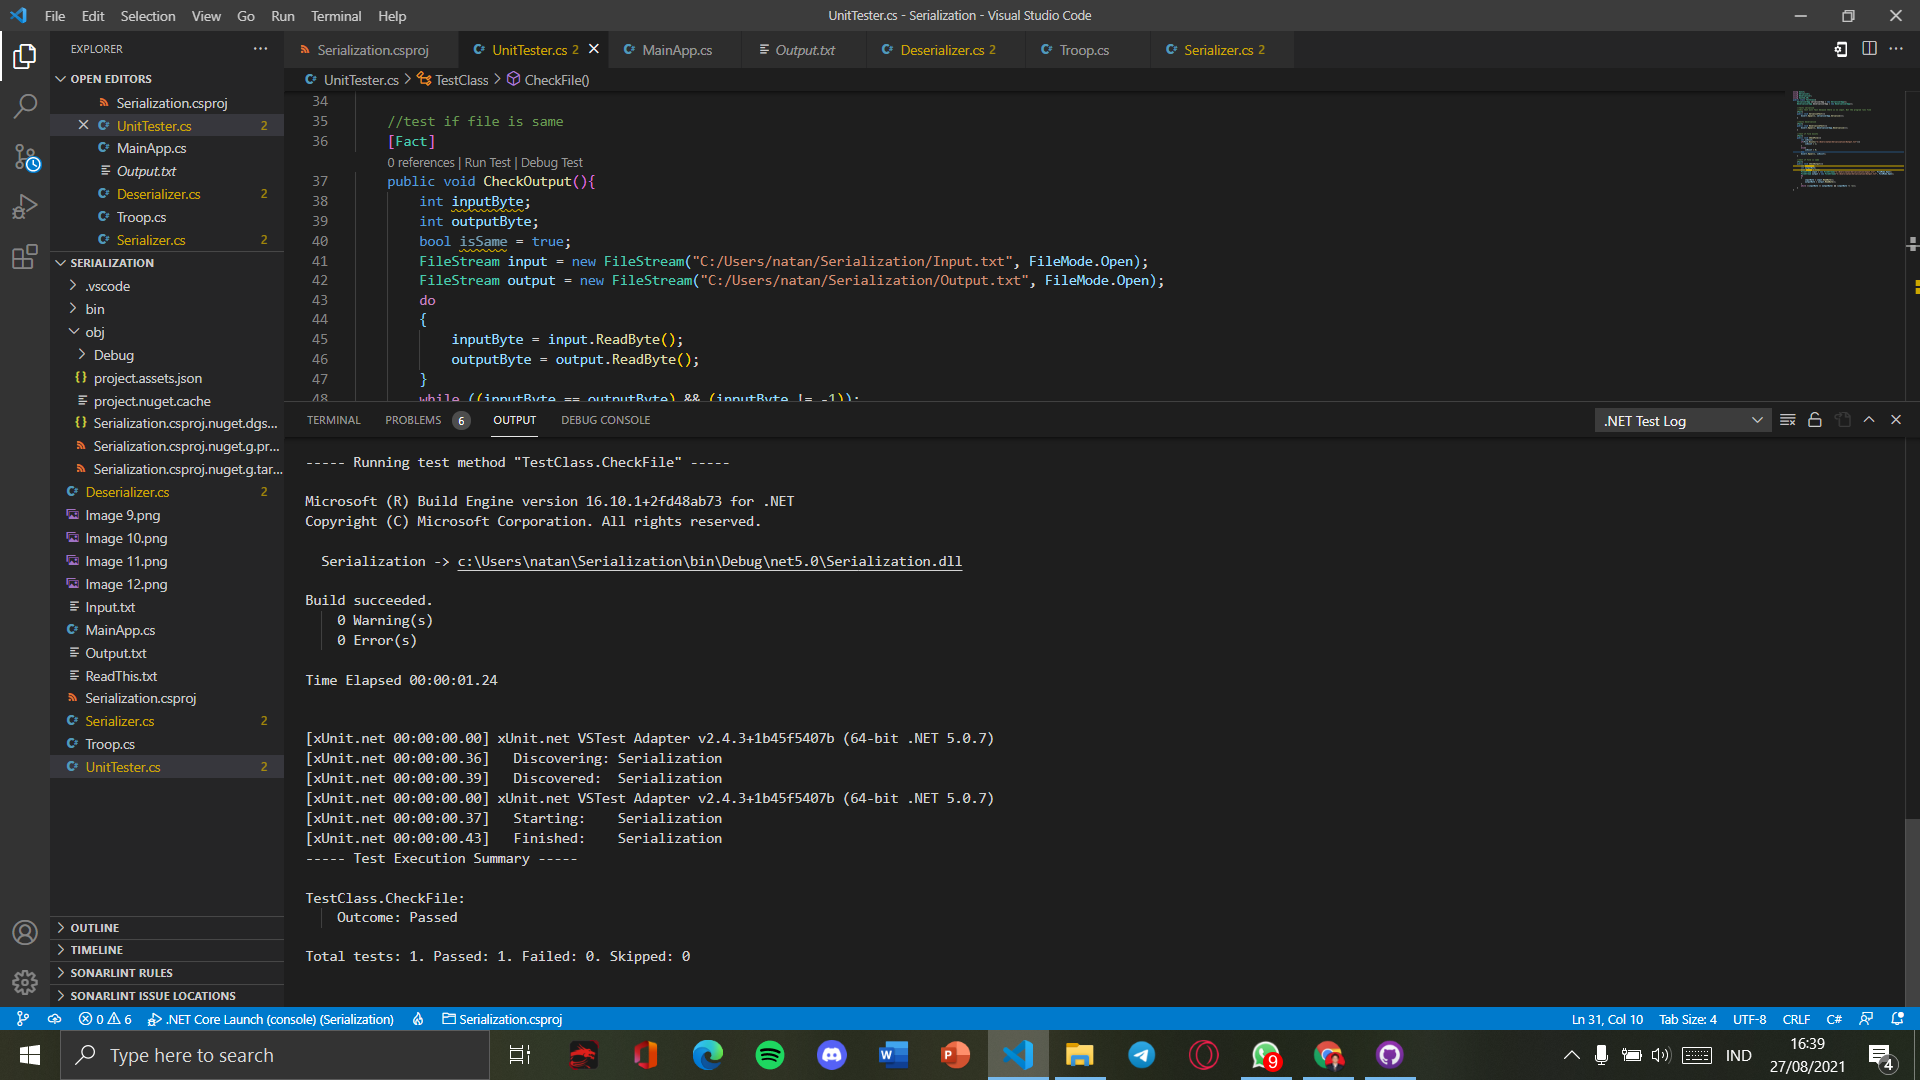 File Edit Selection View Go Run Terminal Help
UnitTester.cs - Serialization - Visual Studio Code
EXPLORER
OPEN EDITORS
Serialization.csproj
UnitTester.cs 2
MainApp.cs
Output.txt
Deserializer.cs 2
Troop.cs
Serializer.cs 2
SERIALIZATION
.vscode
bin
obj
Debug
project.assets.json
project.nuget.cache
Serialization.csproj.nuget.dgs...
Serialization.csproj.nuget.g.pr...
Serialization.csproj.nuget.g.tar...
Deserializer.cs 2
Image 9.png
Image 10.png
Image 11.png
Image 12.png
Input.txt
MainApp.cs
Output.txt
ReadThis.txt
Serialization.csproj
Serializer.cs 2
Troop.cs
UnitTester.cs 2
OUTLINE
TIMELINE
SONARLINT RULES
SONARLINT ISSUE LOCATIONS
Serialization.csproj UnitTester.cs 2 MainApp.cs Output.txt Deserializer.cs 2 Troop.cs Serializer.cs 2
UnitTester.cs > TestClass > CheckFile()
34
35 //test if file is same
36 [Fact]
0 references | Run Test | Debug Test
37 public void CheckOutput(){
38 int inputByte;
39 int outputByte;
40 bool isSame = true;
41 FileStream input = new FileStream("C:/Users/natan/Serialization/Input.txt", FileMode.Open);
42 FileStream output = new FileStream("C:/Users/natan/Serialization/Output.txt", FileMode.Open);
43 do
44 {
45 inputByte = input.ReadByte();
46 outputByte = output.ReadByte();
47 }
48 while ((inputByte == outputByte) && (inputByte != -1));
TERMINAL PROBLEMS 6 OUTPUT DEBUG CONSOLE .NET Test Log
----- Running test method "TestClass.CheckFile" -----
Microsoft (R) Build Engine version 16.10.1+2fd48ab73 for .NET
Copyright (C) Microsoft Corporation. All rights reserved.
Serialization -> c:\Users\natan\Serialization\bin\Debug\net5.0\Serialization.dll
Build succeeded.
0 Warning(s)
0 Error(s)
Time Elapsed 00:00:01.24
[xUnit.net 00:00:00.00] xUnit.net VSTest Adapter v2.4.3+1b45f5407b (64-bit .NET 5.0.7)
[xUnit.net 00:00:00.36] Discovering: Serialization
[xUnit.net 00:00:00.39] Discovered: Serialization
[xUnit.net 00:00:00.00] xUnit.net VSTest Adapter v2.4.3+1b45f5407b (64-bit .NET 5.0.7)
[xUnit.net 00:00:00.37] Starting: Serialization
[xUnit.net 00:00:00.43] Finished: Serialization
----- Test Execution Summary -----
TestClass.CheckFile:
Outcome: Passed
Total tests: 1. Passed: 1. Failed: 0. Skipped: 0
0 6 .NET Core Launch (console) (Serialization) Serialization.csproj Ln 31, Col 10 Tab Size: 4 UTF-8 CRLF C#
Type here to search
9
IND
16:39
27/08/2021
4